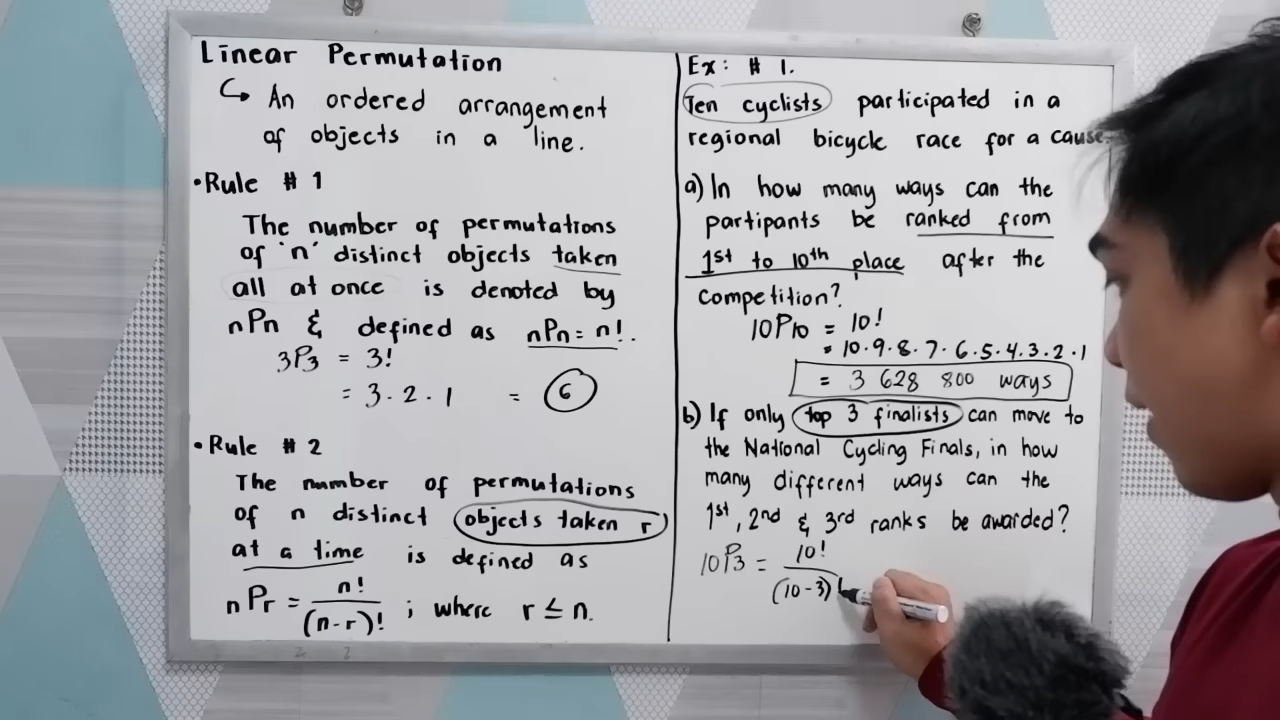 Linear Permutation
↳ An ordered arrangement
of objects in a line.
• Rule # 1
The number of permutations
of 'n' distinct objects taken
all at once is denoted by
nPn & defined as nPn = n!.
3P3 = 3!
= 3 · 2 · 1 = 6
• Rule # 2
The number of permutations
of n distinct objects taken r
at a time is defined as
nPr = n!/(n-r)! ; where r ≤ n.
Ex: # 1.
Ten cyclists participated in a
regional bicycle race for a cause.
a) In how many ways can the
partipants be ranked from
1st to 10th place after the
Competition?
10P10 = 10!
= 10·9·8·7·6·5·4·3·2·1
= 3 628 800 ways
b) If only top 3 finalists can move to
the National Cycling Finals, in how
many different ways can the
1st, 2nd & 3rd ranks be awarded?
10P3 = 10!/(10-3)